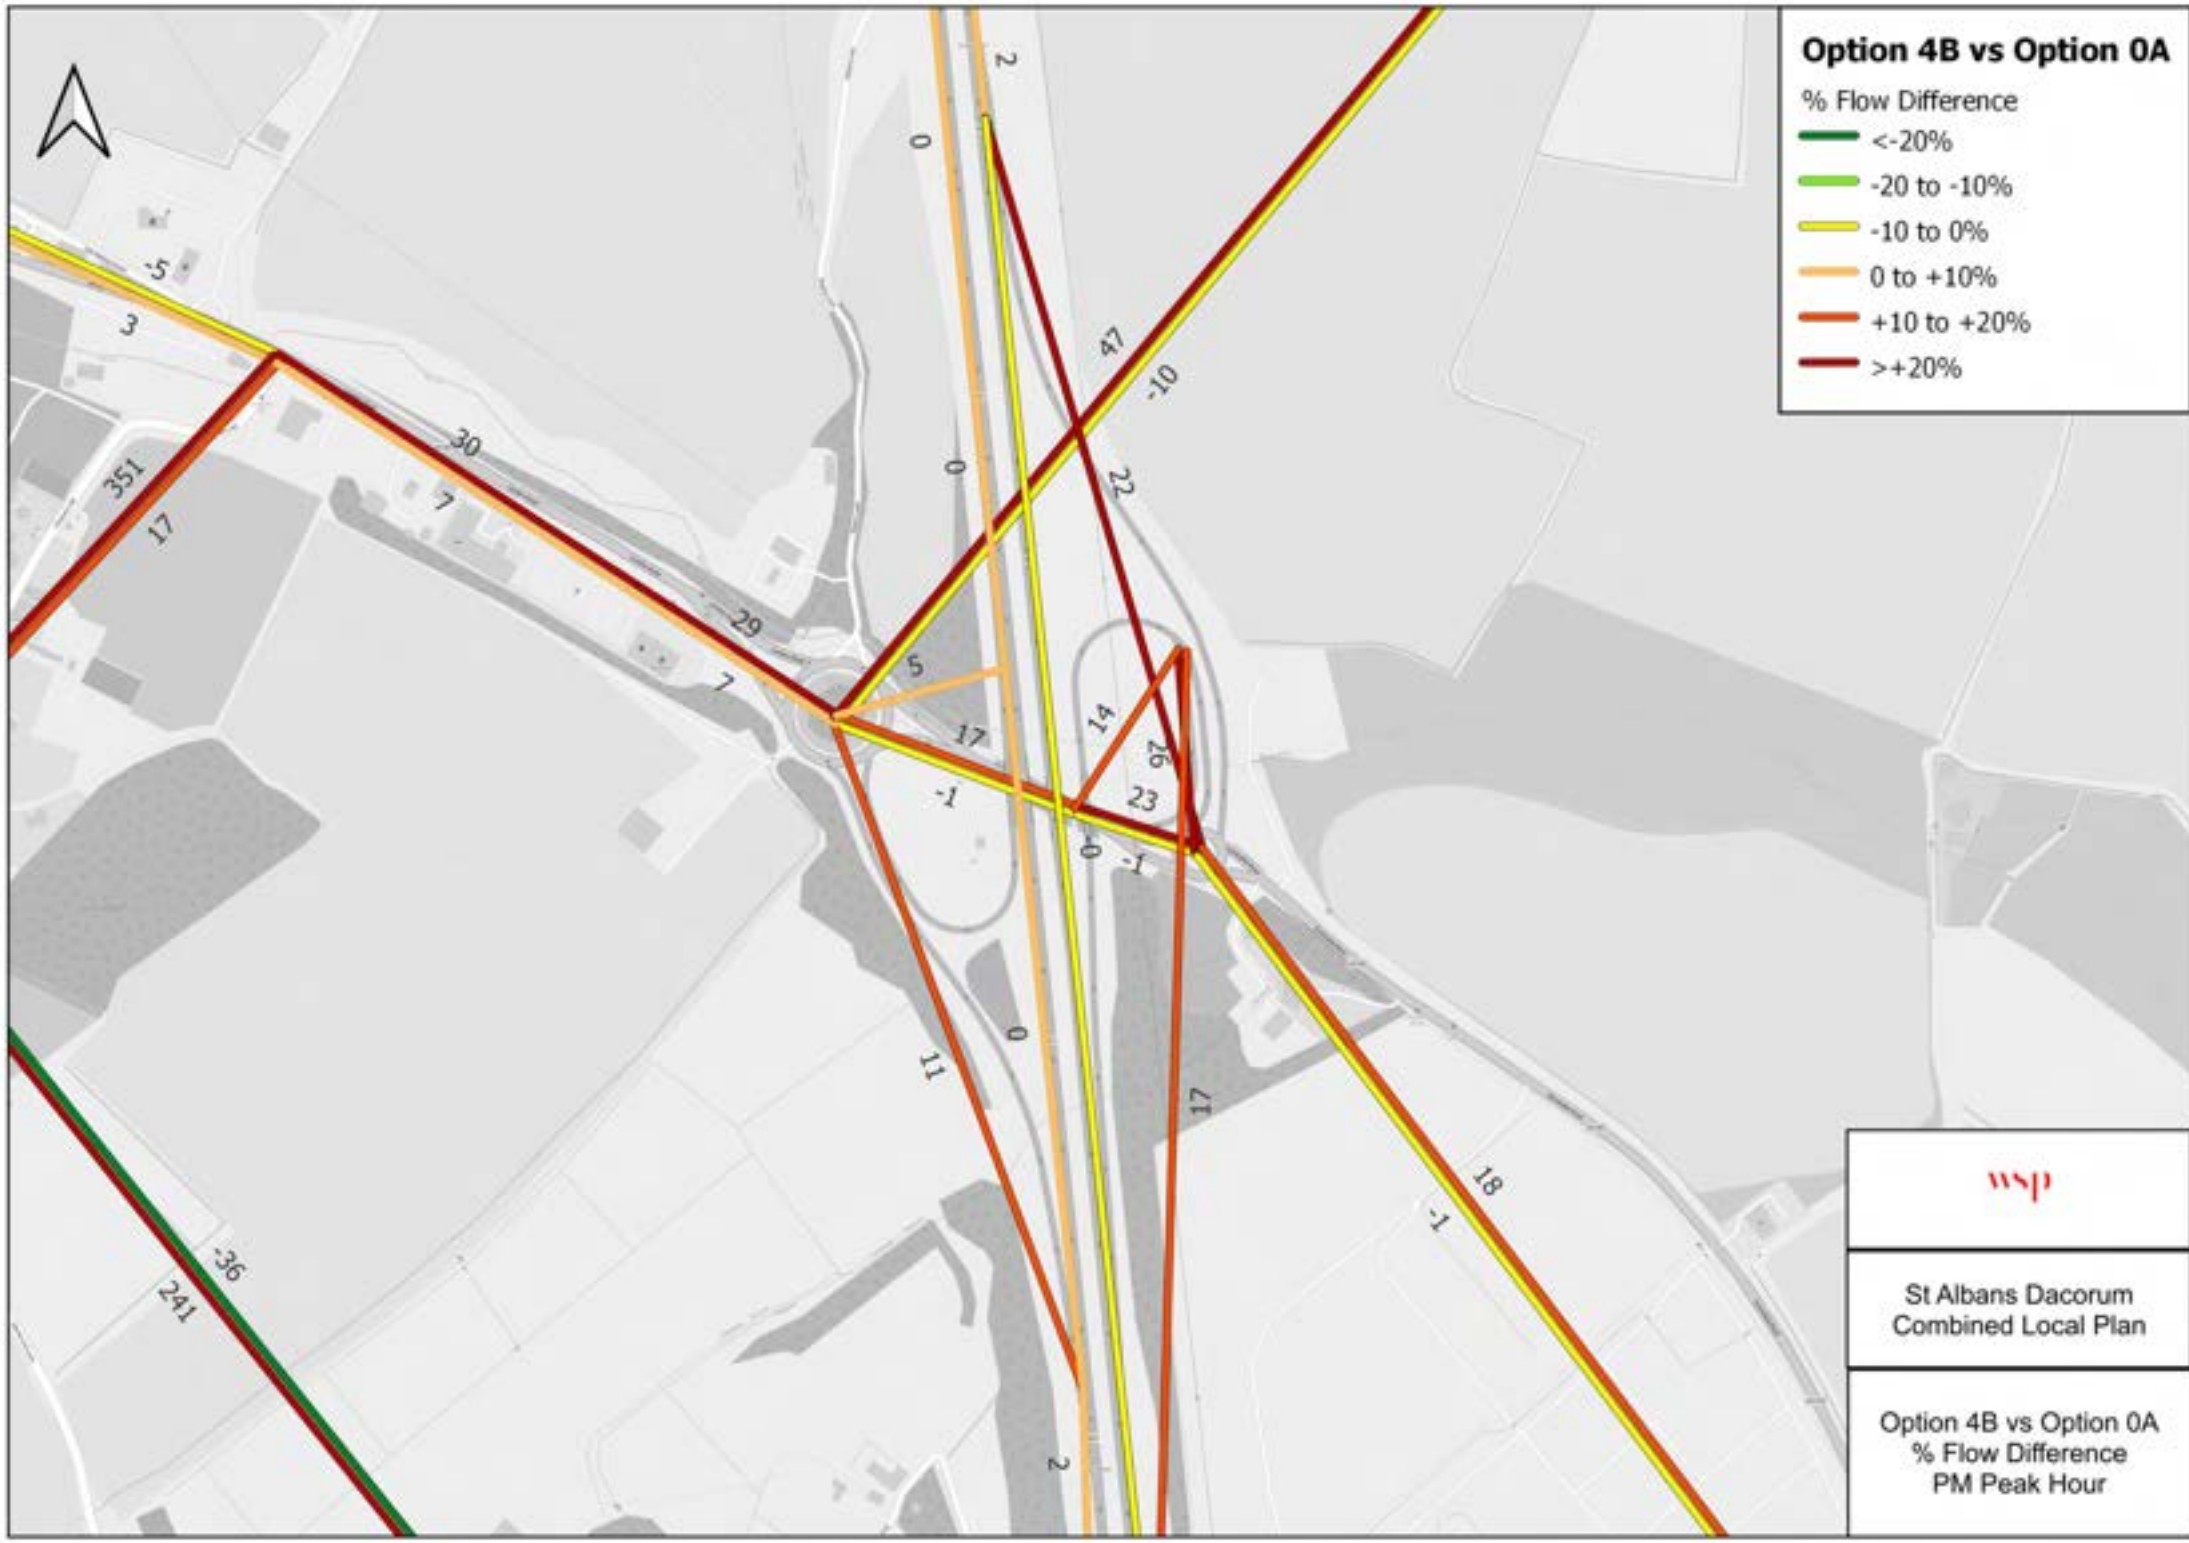 Option 4B vs Option 0A
% Flow Difference
<-20%
-20 to -10%
-10 to 0%
0 to +10%
+10 to +20%
>+20%
2
0
-5
3
47
-10
30
7
351
17
0
22
29
7
5
17
14
26
23
-1
0
-1
11
0
17
18
-1
-36
241
2
wsp
St Albans Dacorum
Combined Local Plan
Option 4B vs Option 0A
% Flow Difference
PM Peak Hour